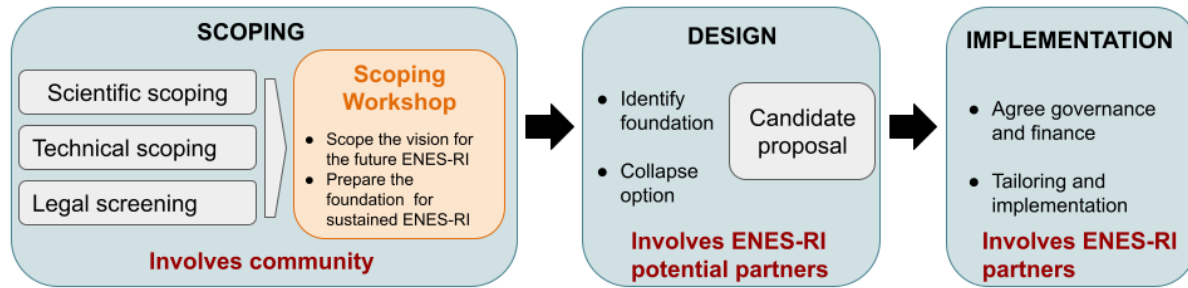 SCOPING
Scientific scoping
Technical scoping
Legal screening
Scoping
Workshop
● Scope the vision for
the future ENES-RI
● Prepare the
foundation for
sustained ENES-RI
Involves community
DESIGN
● Identify
foundation
● Collapse
option
Candidate
proposal
Involves ENES-RI
potential partners
IMPLEMENTATION
● Agree governance
and finance
● Tailoring and
implementation
Involves ENES-RI
partners